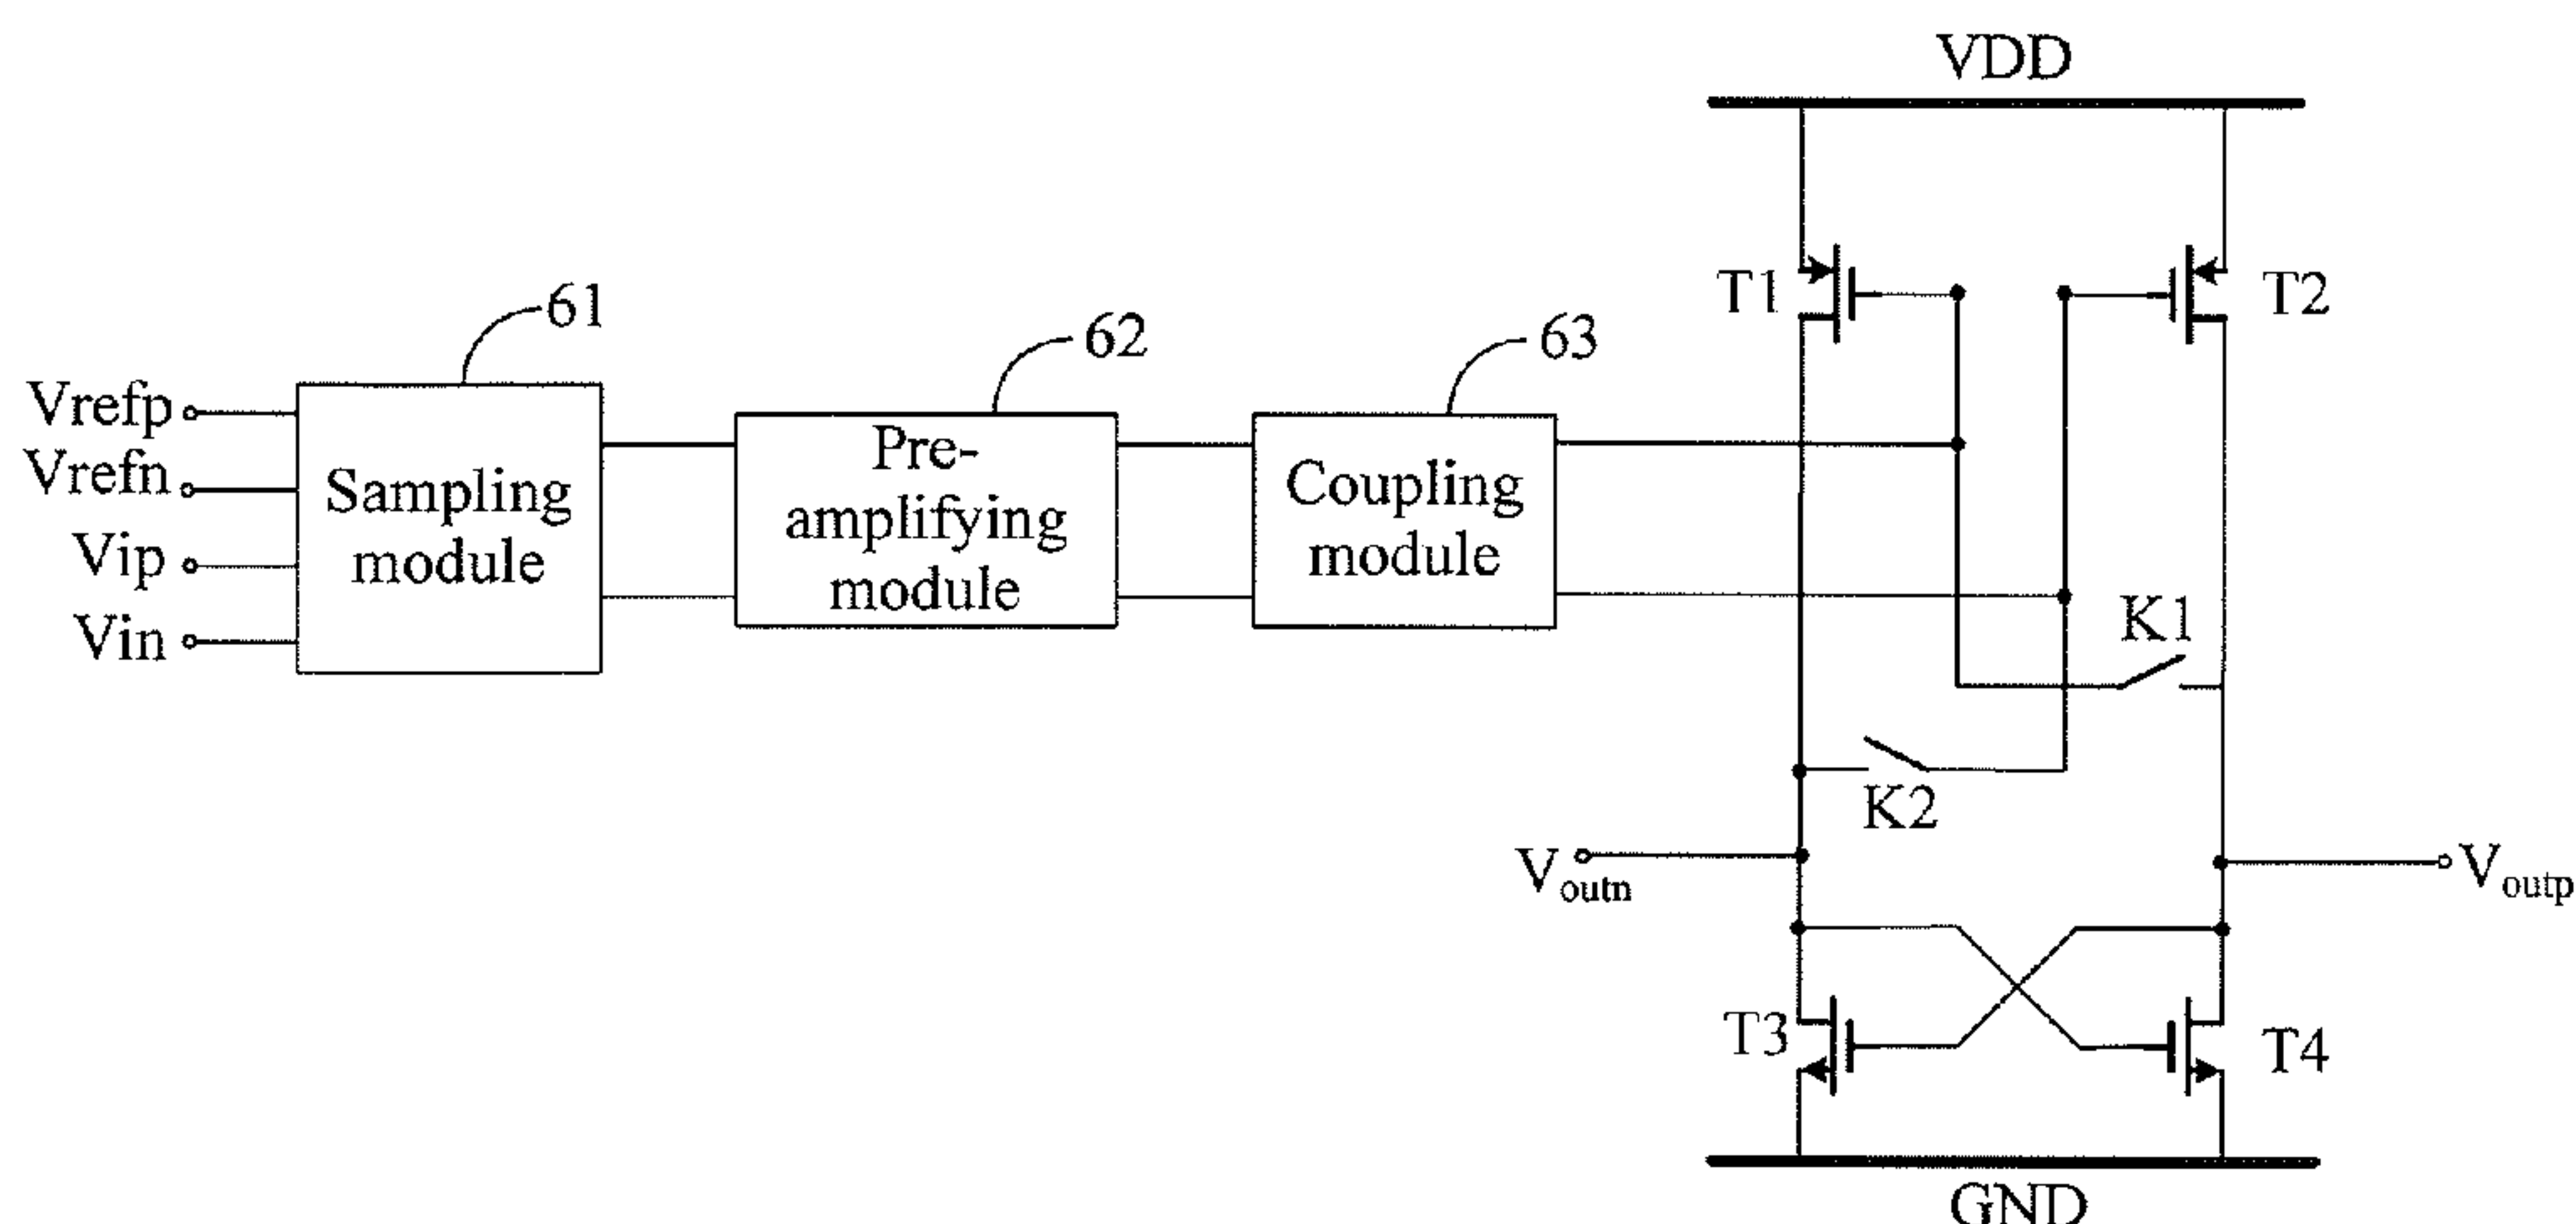 VDD
61
62
63
T1
T2
Vrefp
Vrefn
Vip
Vin
Sampling
module
Pre-
amplifying
module
Coupling
module
K1
K2
Voutn
Voutp
T3
T4
GND